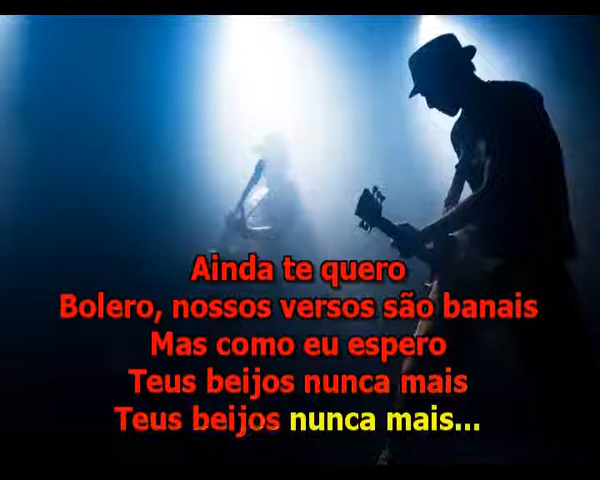 Ainda te quero
Bolero, nossos versos são banais
Mas como eu espero
Teus beijos nunca mais
Teus beijos nunca mais...